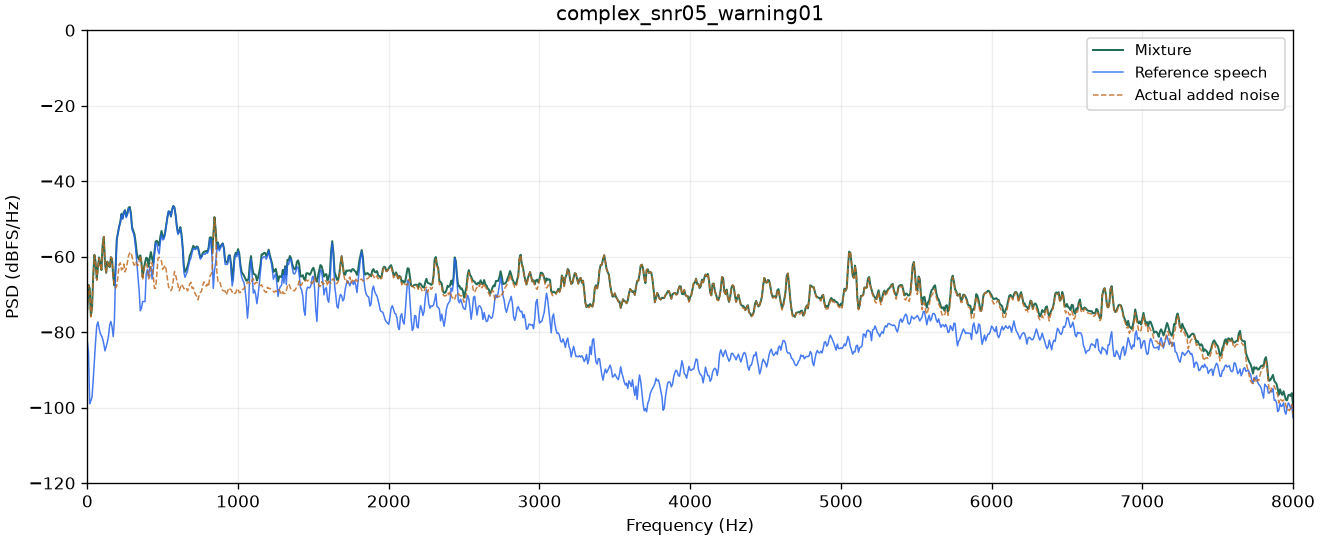 complex_snr05_warning01
Mixture
Reference speech
Actual added noise
PSD (dBFS/Hz)
0
−20
−40
−60
−80
−100
−120
0 1000 2000 3000 4000 5000 6000 7000 8000
Frequency (Hz)